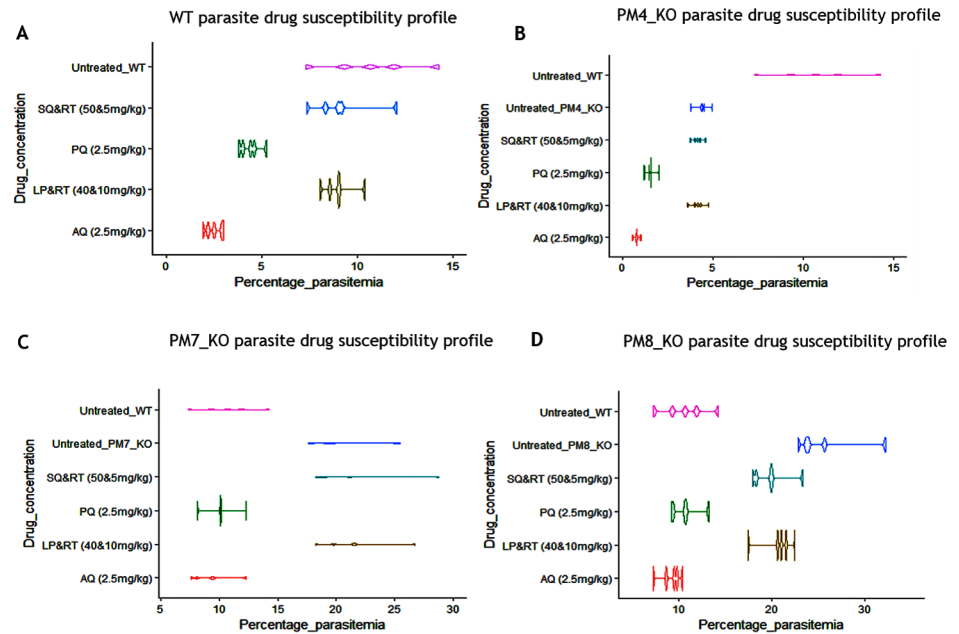 A
WT parasite drug susceptibility profile
Drug_concentration
Untreated_WT
SQ&RT (50&5mg/kg)
PQ (2.5mg/kg)
LP&RT (40&10mg/kg)
AQ (2.5mg/kg)
0 5 10 15
Percentage_parasitemia
B
PM4_KO parasite drug susceptibility profile
Drug_concentration
Untreated_WT
Untreated_PM4_KO
SQ&RT (50&5mg/kg)
PQ (2.5mg/kg)
LP&RT (40&10mg/kg)
AQ (2.5mg/kg)
0 5 10 15
Percentage_parasitemia
C
PM7_KO parasite drug susceptibility profile
Drug_concentration
Untreated_WT
Untreated_PM7_KO
SQ&RT (50&5mg/kg)
PQ (2.5mg/kg)
LP&RT (40&10mg/kg)
AQ (2.5mg/kg)
5 10 15 20 25 30
Percentage_parasitemia
D
PM8_KO parasite drug susceptibility profile
Drug_concentration
Untreated_WT
Untreated_PM8_KO
SQ&RT (50&5mg/kg)
PQ (2.5mg/kg)
LP&RT (40&10mg/kg)
AQ (2.5mg/kg)
10 20 30
Percentage_parasitemia